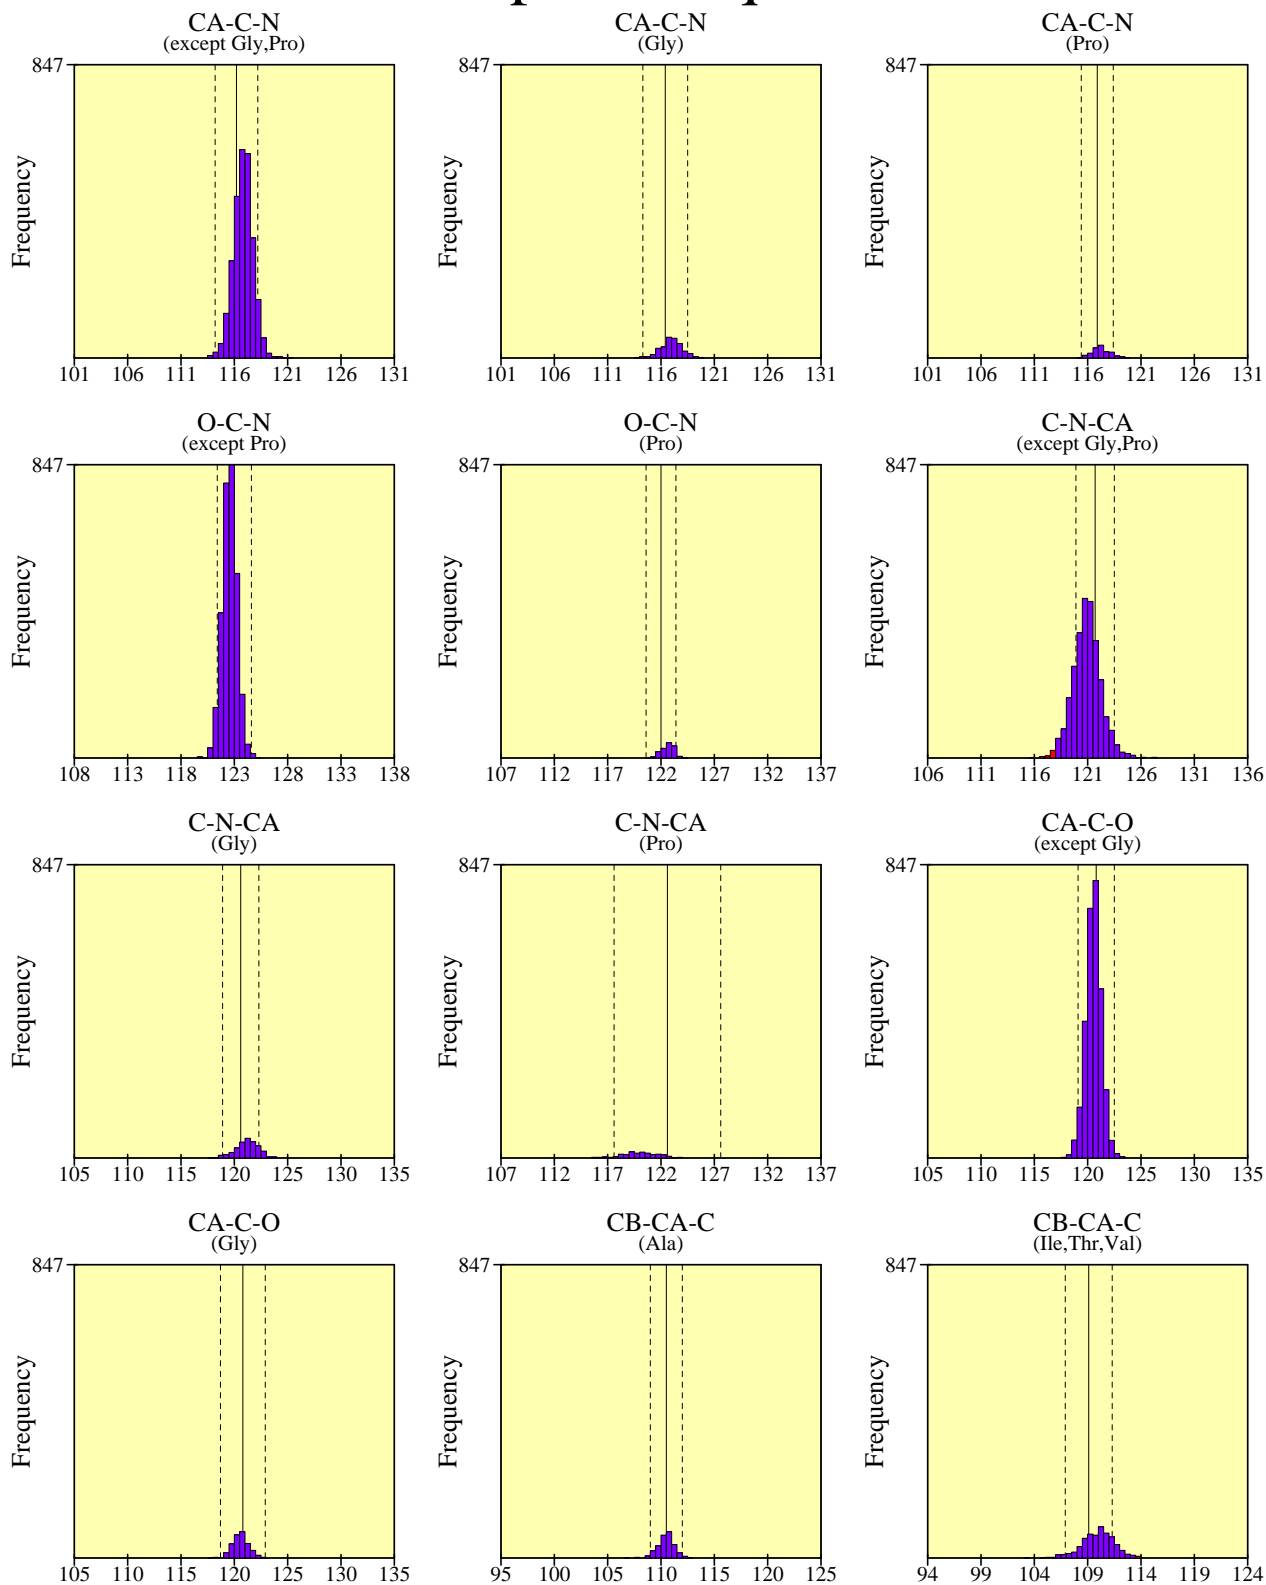 CA-C-N CA-C-N CA-C-N
(except Gly,Pro) (Gly) (Pro)
847 847 847
Frequency Frequency Frequency
101 106 111 116 121 126 131 101 106 111 116 121 126 131 101 106 111 116 121 126 131
O-C-N O-C-N C-N-CA
(except Pro) (Pro) (except Gly,Pro)
847 847 847
Frequency Frequency Frequency
108 113 118 123 128 133 138 107 112 117 122 127 132 137 106 111 116 121 126 131 136
C-N-CA C-N-CA CA-C-O
(Gly) (Pro) (except Gly)
847 847 847
Frequency Frequency Frequency
105 110 115 120 125 130 135 107 112 117 122 127 132 137 105 110 115 120 125 130 135
CA-C-O CB-CA-C CB-CA-C
(Gly) (Ala) (Ile,Thr,Val)
847 847 847
Frequency Frequency Frequency
105 110 115 120 125 130 135 95 100 105 110 115 120 125 94 99 104 109 114 119 124